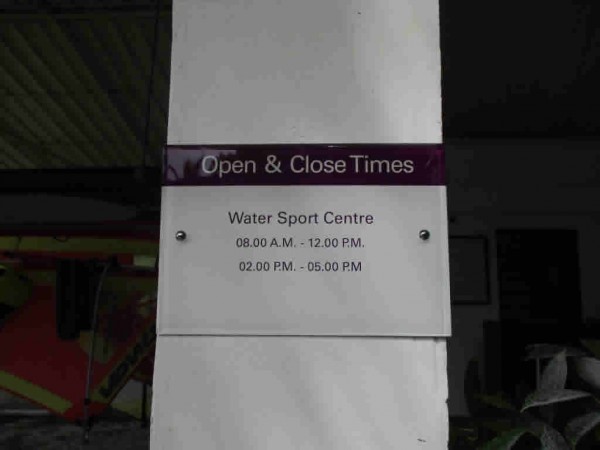 Open & Close Times
Water Sport Centre
08.00 A.M. - 12.00 P.M.
02.00 P.M. - 05.00 P.M